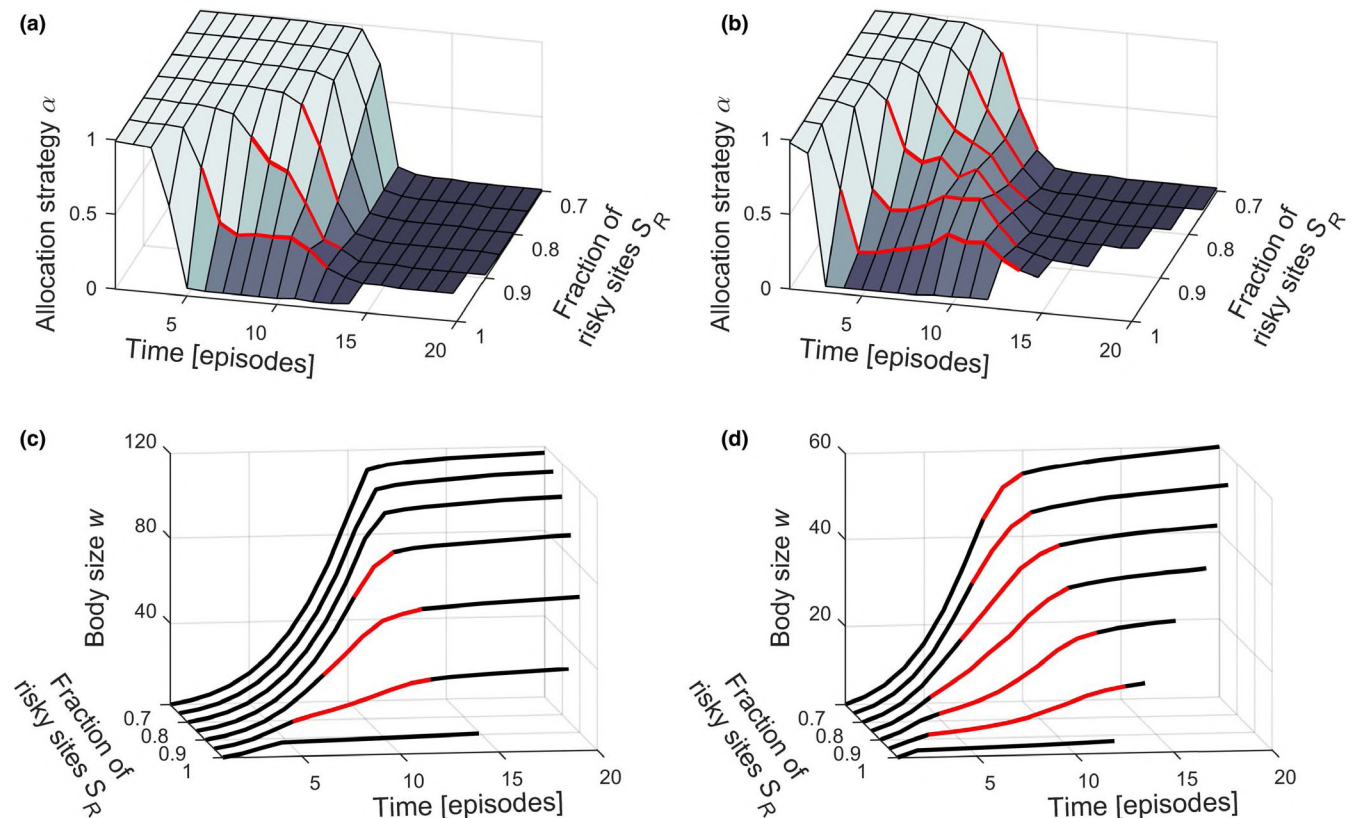 (a)
Allocation strategy α
1
0.5
0
5
10
15
20
Time [episodes]
0.7
0.8
0.9
1
Fraction of
risky sites S_R
(b)
Allocation strategy α
1
0.5
0
5
10
15
20
Time [episodes]
0.7
0.8
0.9
1
Fraction of
risky sites S_R
(c)
Body size w
120
80
40
0.7
0.8
0.9
1
Fraction of
risky sites S_R
5
10
15
20
Time [episodes]
(d)
Body size w
60
40
20
0.7
0.8
0.9
1
Fraction of
risky sites S_R
5
10
15
20
Time [episodes]